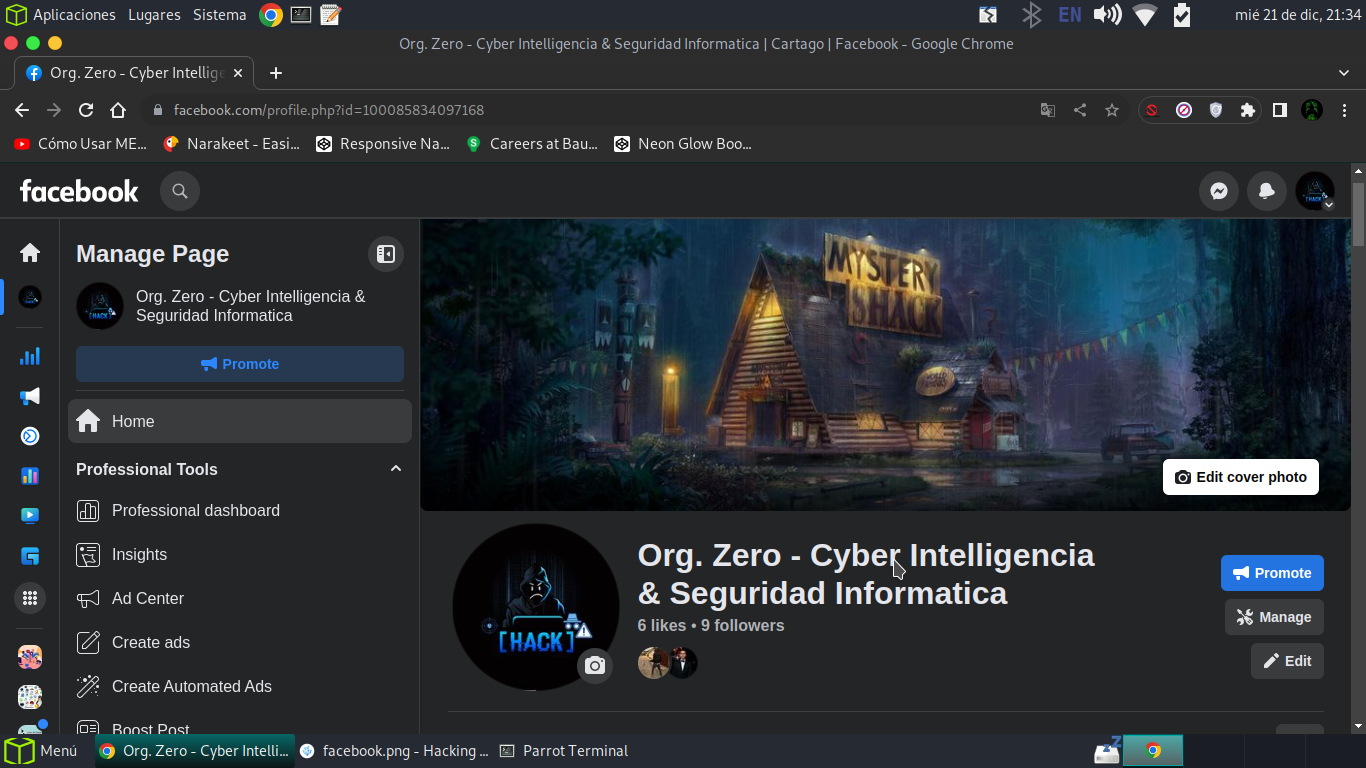 Aplicaciones Lugares Sistema
EN
mié 21 de dic, 21:34
Org. Zero - Cyber Intelligencia & Seguridad Informatica | Cartago | Facebook - Google Chrome
Org. Zero - Cyber Intellige
facebook.com/profile.php?id=100085834097168
Cómo Usar ME...
Narakeet - Easi...
Responsive Na...
Careers at Bau...
Neon Glow Boo...
facebook
Manage Page
Org. Zero - Cyber Intelligencia &
Seguridad Informatica
Promote
Home
Professional Tools
Professional dashboard
Insights
Ad Center
Create ads
Create Automated Ads
Boost Post
MYSTERY
SHACK
Edit cover photo
[HACK]
Org. Zero - Cyber Intelligencia
& Seguridad Informatica
6 likes • 9 followers
Promote
Manage
Edit
Menú
Org. Zero - Cyber Intelli...
facebook.png - Hacking ...
Parrot Terminal